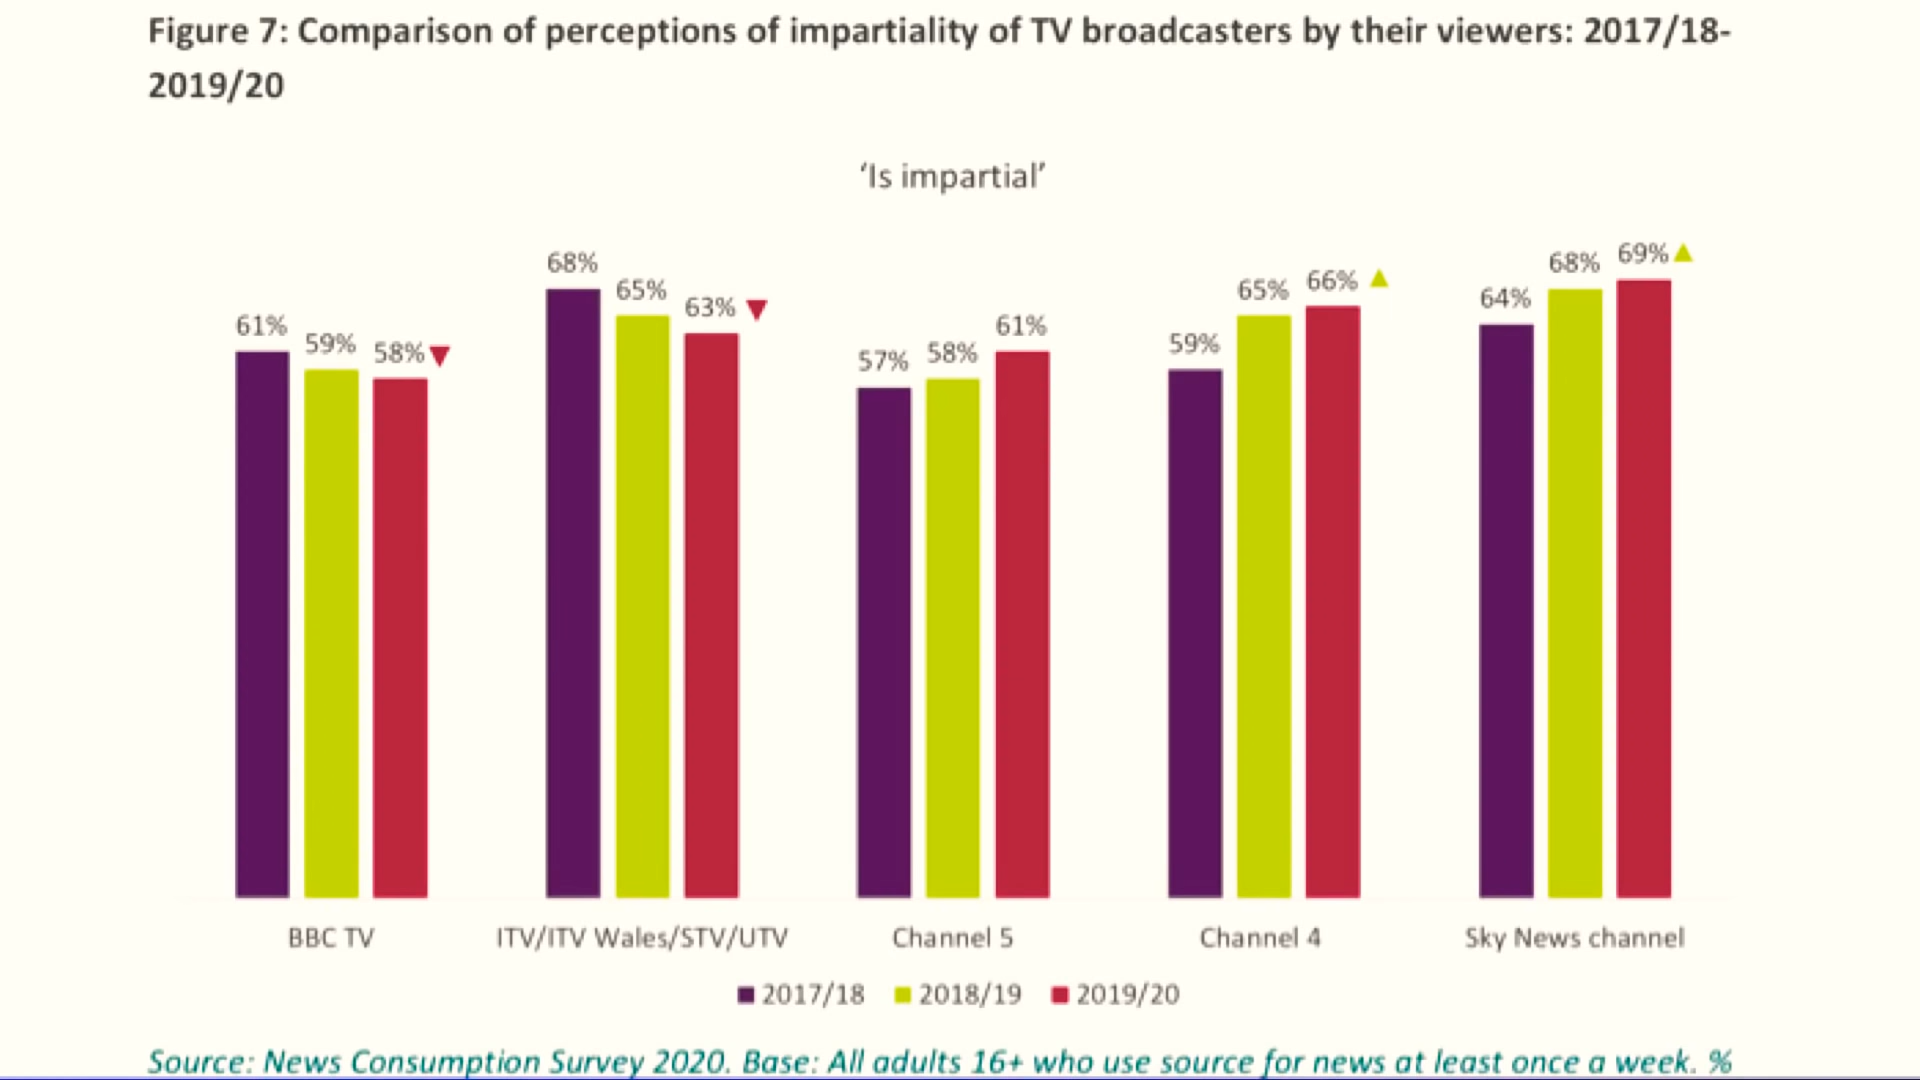 Figure 7: Comparison of perceptions of impartiality of TV broadcasters by their viewers: 2017/18-
2019/20
‘Is impartial’
61%
59%
58%
68%
65%
63%
57%
58%
61%
59%
65%
66%
64%
68%
69%
BBC TV
ITV/ITV Wales/STV/UTV
Channel 5
Channel 4
Sky News channel
2017/18
2018/19
2019/20
Source: News Consumption Survey 2020. Base: All adults 16+ who use source for news at least once a week. %